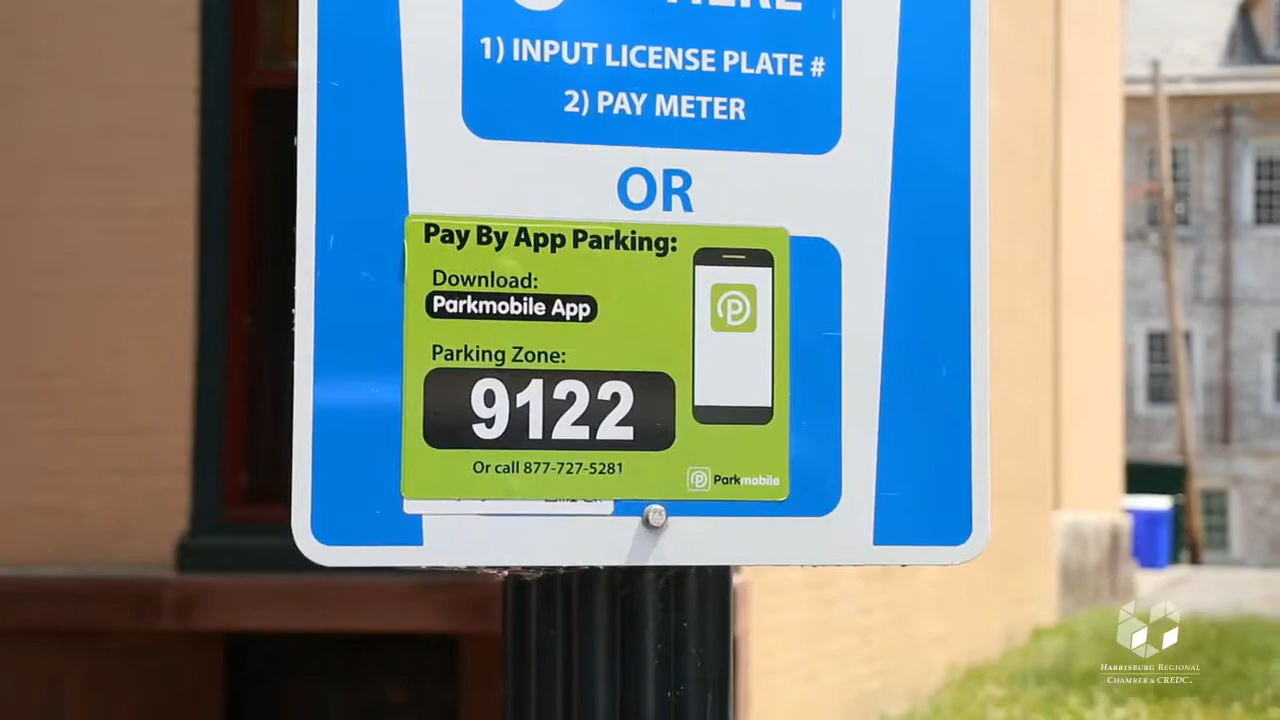 HERE
1) INPUT LICENSE PLATE #
2) PAY METER
OR
Pay By App Parking:
Download:
Parkmobile App
Parking Zone:
9122
Or call 877-727-5281
Parkmobile
HARRISBURG REGIONAL
CHAMBER & CREDC